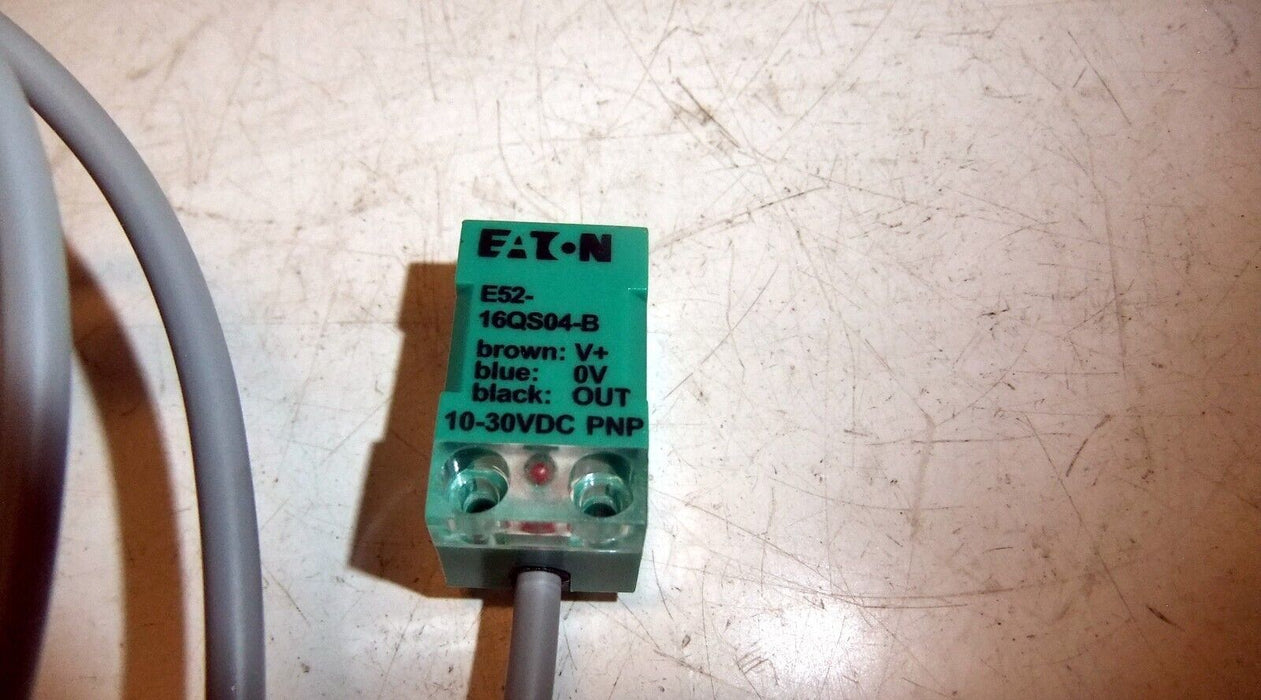 EATON
E52-
16QS04-B
brown: V+
blue: 0V
black: OUT
10-30VDC PNP